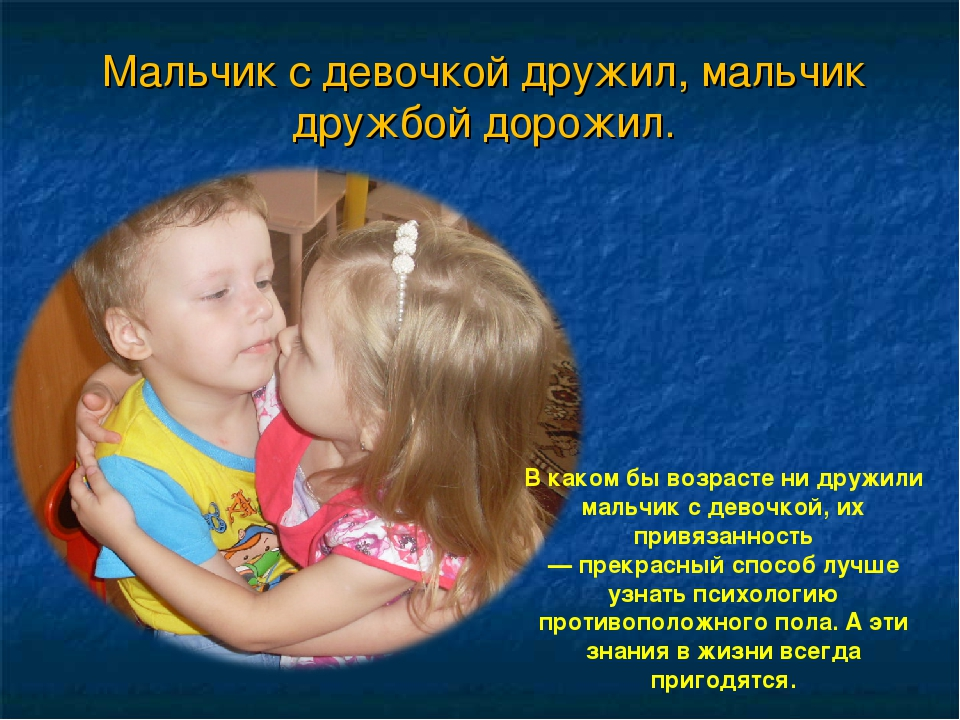 Мальчик с девочкой дружил, мальчик
дружбой дорожил.
В каком бы возрасте ни дружили
мальчик с девочкой, их
привязанность
— прекрасный способ лучше
узнать психологию
противоположного пола. А эти
знания в жизни всегда
пригодятся.